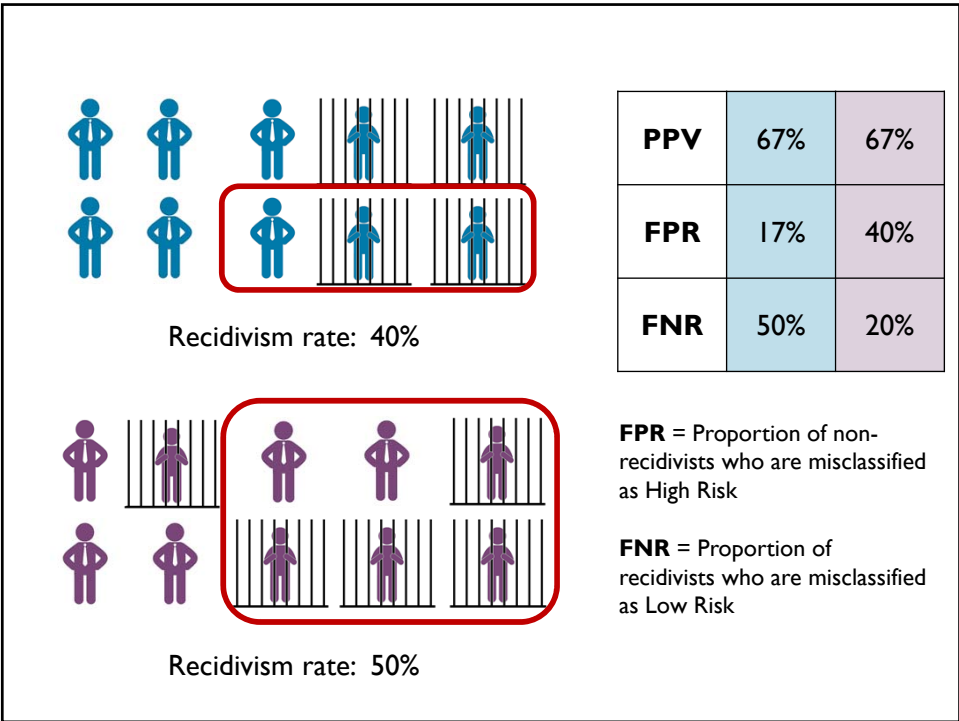 PPV 67% 67%
FPR 17% 40%
FNR 50% 20%
Recidivism rate: 40%
FPR = Proportion of non-
recidivists who are misclassified
as High Risk
FNR = Proportion of
recidivists who are misclassified
as Low Risk
Recidivism rate: 50%